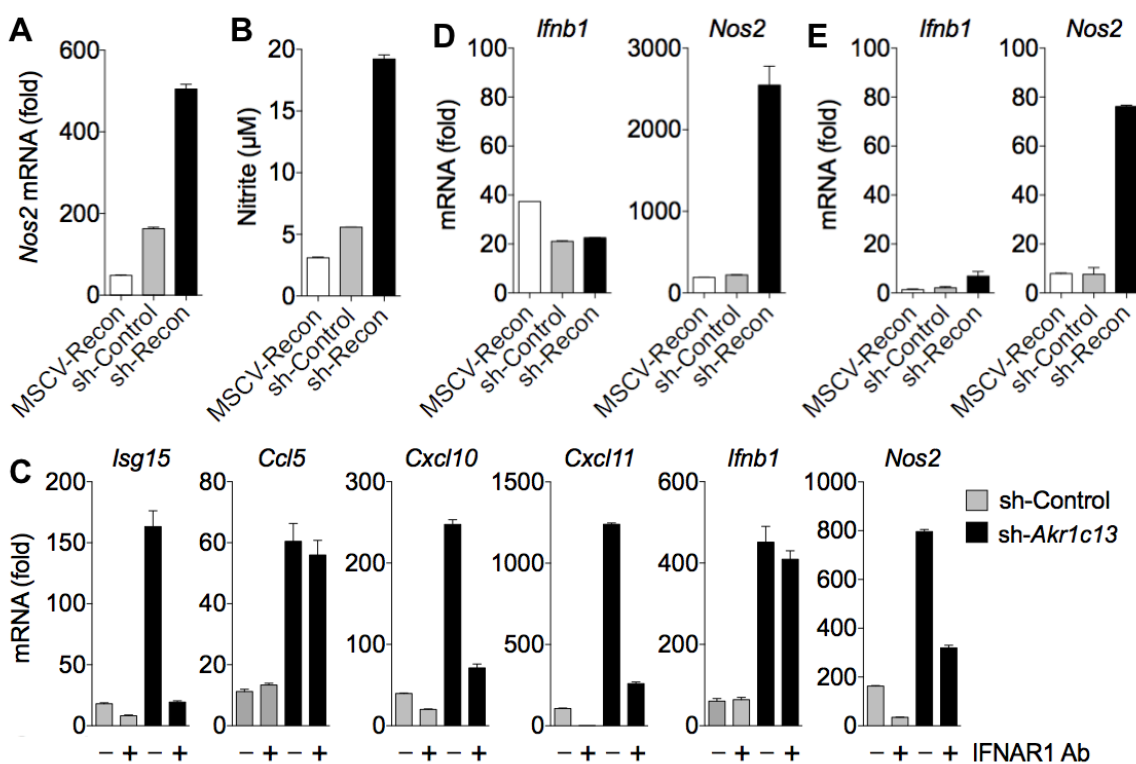 A
Nos2 mRNA (fold)
600
400
200
0
MSCV-Recon
sh-Control
sh-Recon
B
Nitrite (µM)
20
15
10
5
0
MSCV-Recon
sh-Control
sh-Recon
D
mRNA (fold)
Ifnb1
100
80
60
40
20
0
MSCV-Recon
sh-Control
sh-Recon
Nos2
3000
2000
1000
0
MSCV-Recon
sh-Control
sh-Recon
E
mRNA (fold)
Ifnb1
100
80
60
40
20
0
MSCV-Recon
sh-Control
sh-Recon
Nos2
100
80
60
40
20
0
MSCV-Recon
sh-Control
sh-Recon
C
mRNA (fold)
Isg15
200
150
100
50
0
– + – +
Ccl5
80
60
40
20
0
– + – +
Cxcl10
300
200
100
0
– + – +
Cxcl11
1500
1000
500
0
– + – +
Ifnb1
600
400
200
0
– + – +
Nos2
1000
800
600
400
200
0
– + – + IFNAR1 Ab
sh-Control
sh-Akr1c13